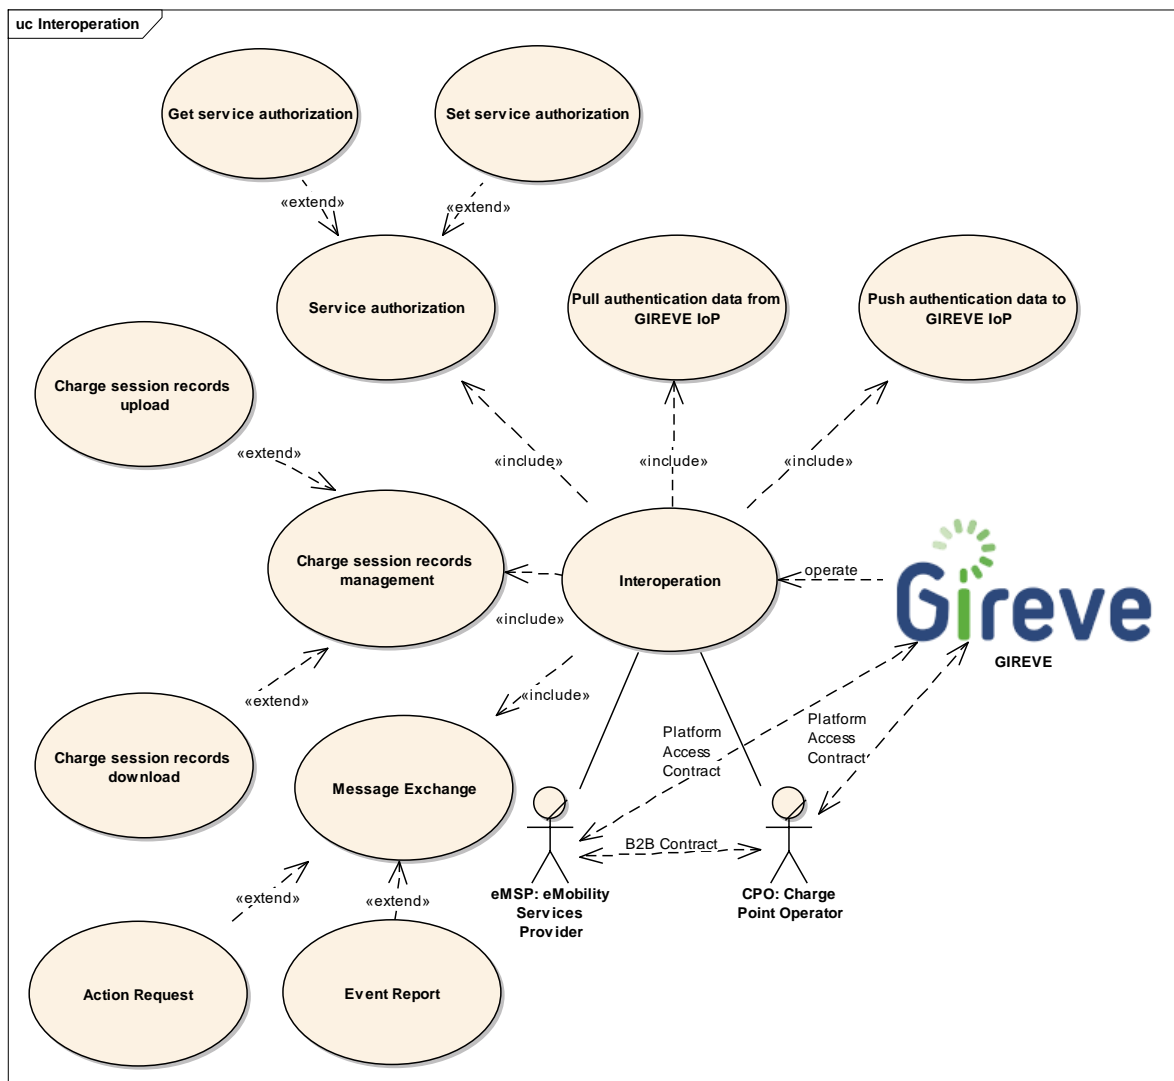 uc Interoperation
Get service authorization
Set service authorization
«extend»
«extend»
Service authorization
Pull authentication data from
GIREVE IoP
Push authentication data to
GIREVE IoP
Charge session records
upload
«extend»
«include»
«include»
«include»
Charge session records
management
«include»
Interoperation
operate
Gireve
GIREVE
«extend»
«include»
Charge session records
download
Message Exchange
Platform
Access
Contract
Platform
Access
Contract
B2B Contract
eMSP: eMobility
Services
Provider
CPO: Charge
Point Operator
«extend»
«extend»
Action Request
Event Report